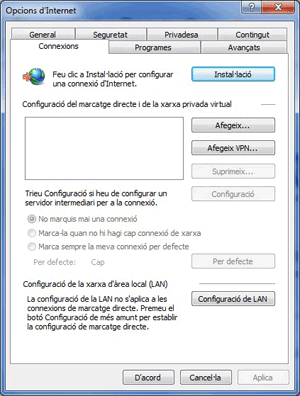 Opcions d'Internet
General
Seguretat
Privadesa
Contingut
Connexions
Programes
Avançats
Feu clic a Instal·lació per configurar
una connexió d'Internet.
Instal·lació
Configuració del marcatge directe i de la xarxa privada virtual
Afegeix...
Afegeix VPN...
Suprimeix...
Trieu Configuració si heu de configurar un
servidor intermediari per a la connexió.
Configuració
No marquis mai una connexió
Marca-la quan no hi hagi cap connexió de xarxa
Marca sempre la meva connexió per defecte
Per defecte:
Cap
Per defecte
Configuració de la xarxa d'àrea local (LAN)
La configuració de la LAN no s'aplica a les
connexions de marcatge directe. Premeu el
botó Configuració de més amunt per establir
la configuració de marcatge directe.
Configuració de LAN
D'acord
Cancel·la
Aplica